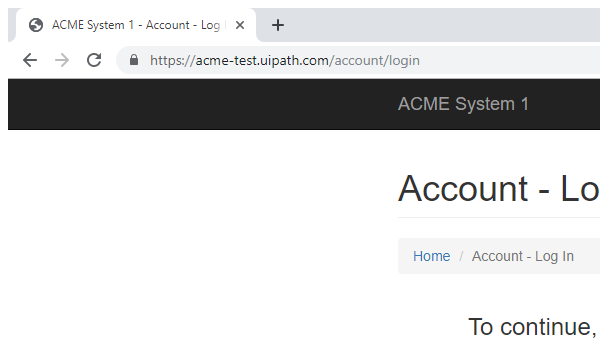 ACME System 1 - Account - Log
https://acme-test.uipath.com/account/login
ACME System 1
Account - Lo
Home / Account - Log In
To continue,